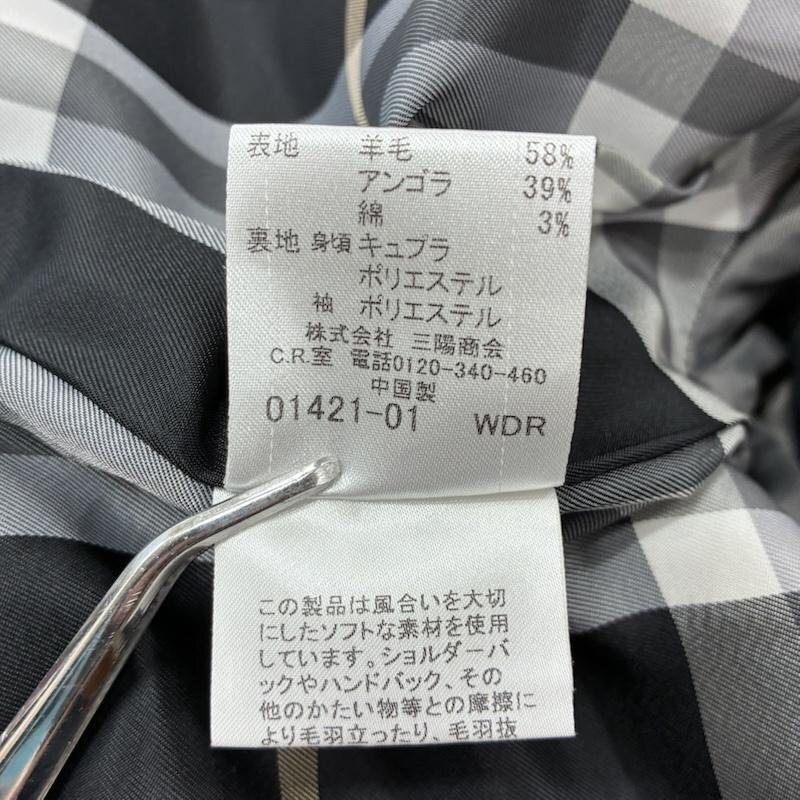 表地 羊毛 58%
アンゴラ 39%
綿 3%
裏地 身頃 キュプラ
ポリエステル
袖 ポリエステル
株式会社 三陽商会
C.R.室 電話0120-340-460
中国製
01421-01 WDR
この製品は風合いを大切
にしたソフトな素材を使用
しています。ショルダーバ
ックやハンドバック、その
他のかたい物等との摩擦に
より毛羽立ったり、毛羽抜